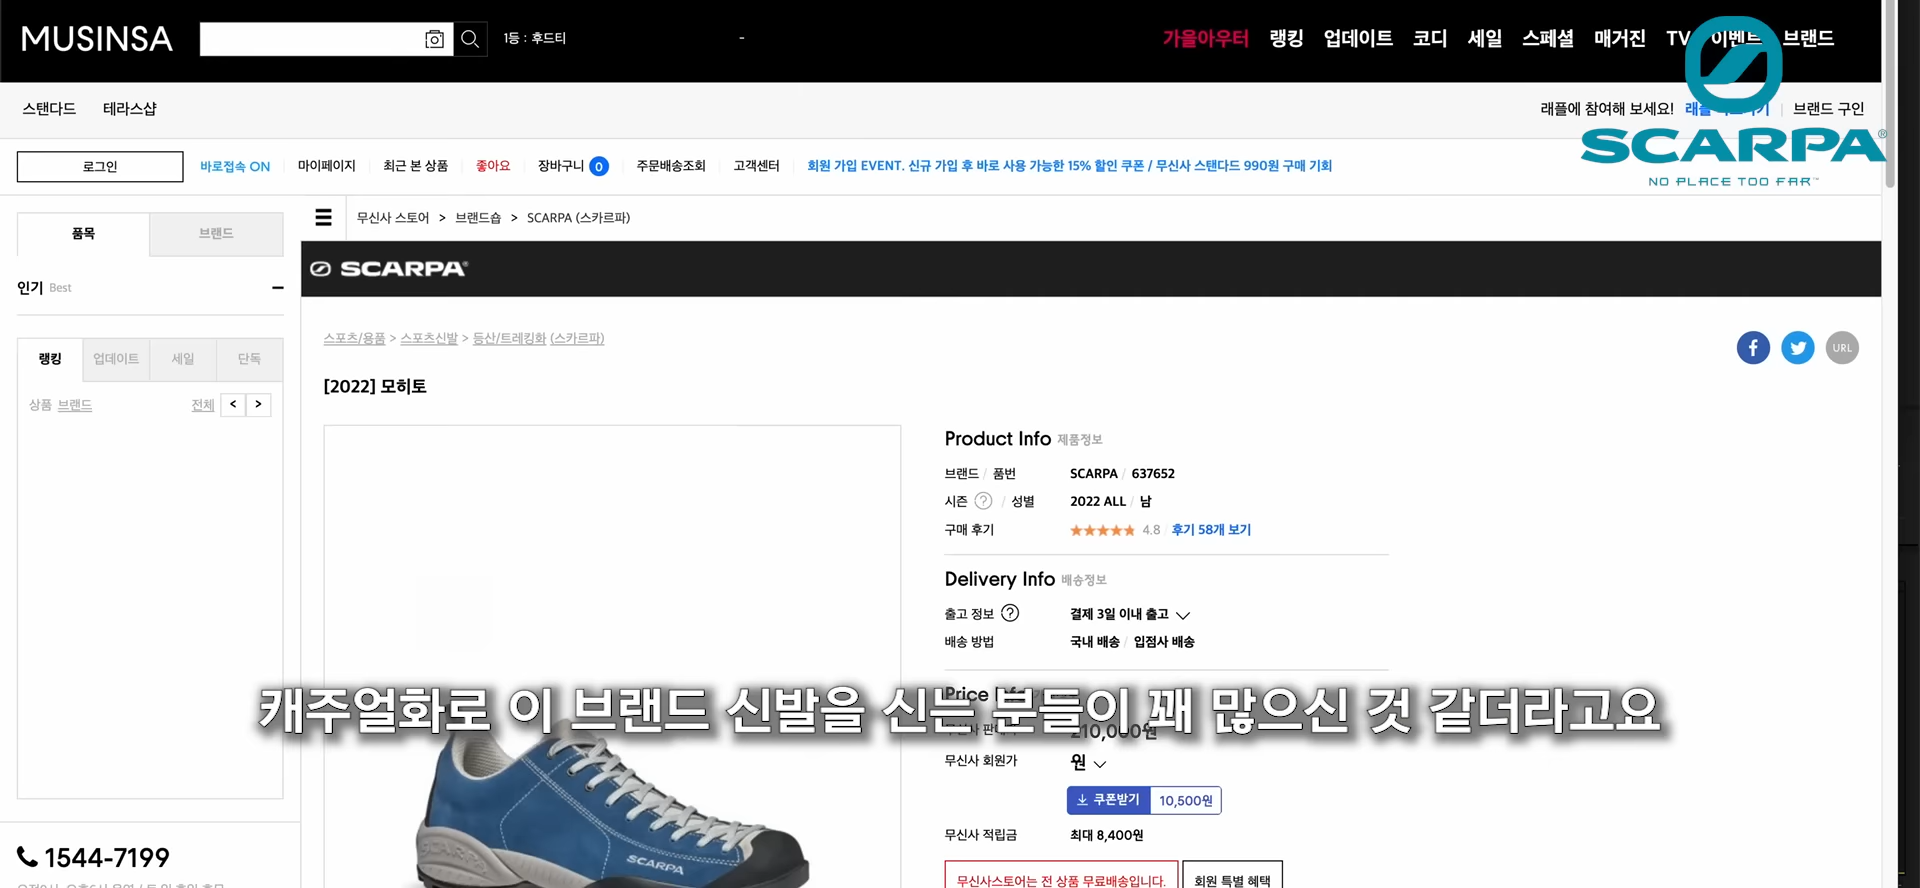 MUSINSA
1등 : 후드티
-
가을아우터 랭킹 업데이트 코디 세일 스페셜 매거진 TV 이벤트 브랜드
스탠다드 테라스샵
래플에 참여해 보세요! 브랜드 구인
SCARPA®
NO PLACE TOO FAR™
로그인 바로접속 ON 마이페이지 최근 본 상품 좋아요 장바구니 0 주문배송조회 고객센터 회원 가입 EVENT. 신규 가입 후 바로 사용 가능한 15% 할인 쿠폰 / 무신사 스탠다드 990원 구매 기회
품목 브랜드
무신사 스토어 > 브랜드숍 > SCARPA (스카르파)
SCARPA®
인기 Best
스포츠/용품 > 스포츠신발 > 등산/트레킹화 (스카르파)
URL
랭킹 업데이트 세일 단독
[2022] 모히토
상품 브랜드 전체 < >
Product Info 제품정보
브랜드 / 품번 SCARPA / 637652
시즌 ? / 성별 2022 ALL / 남
구매 후기 ★★★★★ 4.8 / 후기 58개 보기
Delivery Info 배송정보
출고 정보 ? 결제 3일 이내 출고
배송 방법 국내 배송 / 입점사 배송
Price
캐주얼화로 이 브랜드 신발을 신는 분들이 꽤 많으신 것 같더라고요
210,000원
무신사 회원가 원
쿠폰받기 10,500원
무신사 적립금 최대 8,400원
무신사스토어는 전 상품 무료배송입니다. 회원 특별 혜택
SCARPA
SCARPA
1544-7199